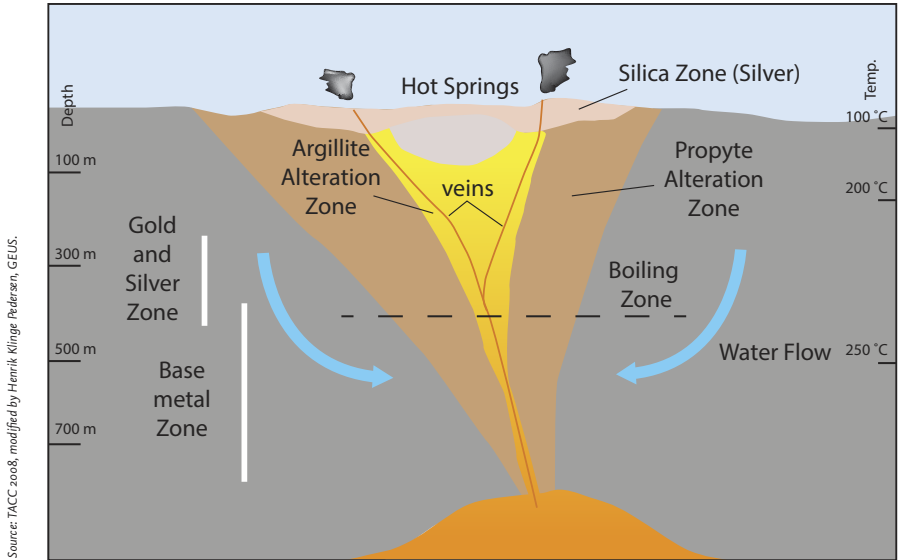 Hot Springs
Silica Zone (Silver)
Depth
Temp.
100 °C
100 m
Argillite
Alteration
Zone
veins
Propyte
Alteration
Zone
200 °C
Gold
and
Silver
Zone
300 m
Boiling
Zone
500 m
Water Flow
250 °C
Base
metal
Zone
700 m
Source: TACC 2008, modified by Henrik Klinge Pedersen, GEUS.